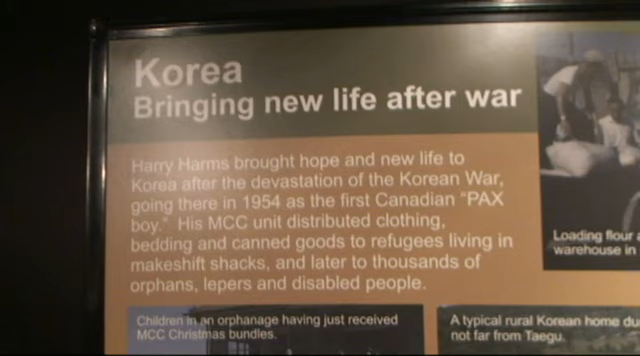 Korea
Bringing new life after war
Harry Harms brought hope and new life to
Korea after the devastation of the Korean War,
going there in 1954 as the first Canadian “PAX
boy.” His MCC unit distributed clothing,
bedding and canned goods to refugees living in
makeshift shacks, and later to thousands of
orphans, lepers and disabled people.
Loading flour
warehouse in
Children in an orphanage having just received
MCC Christmas bundles.
A typical rural Korean home
not far from Taegu.